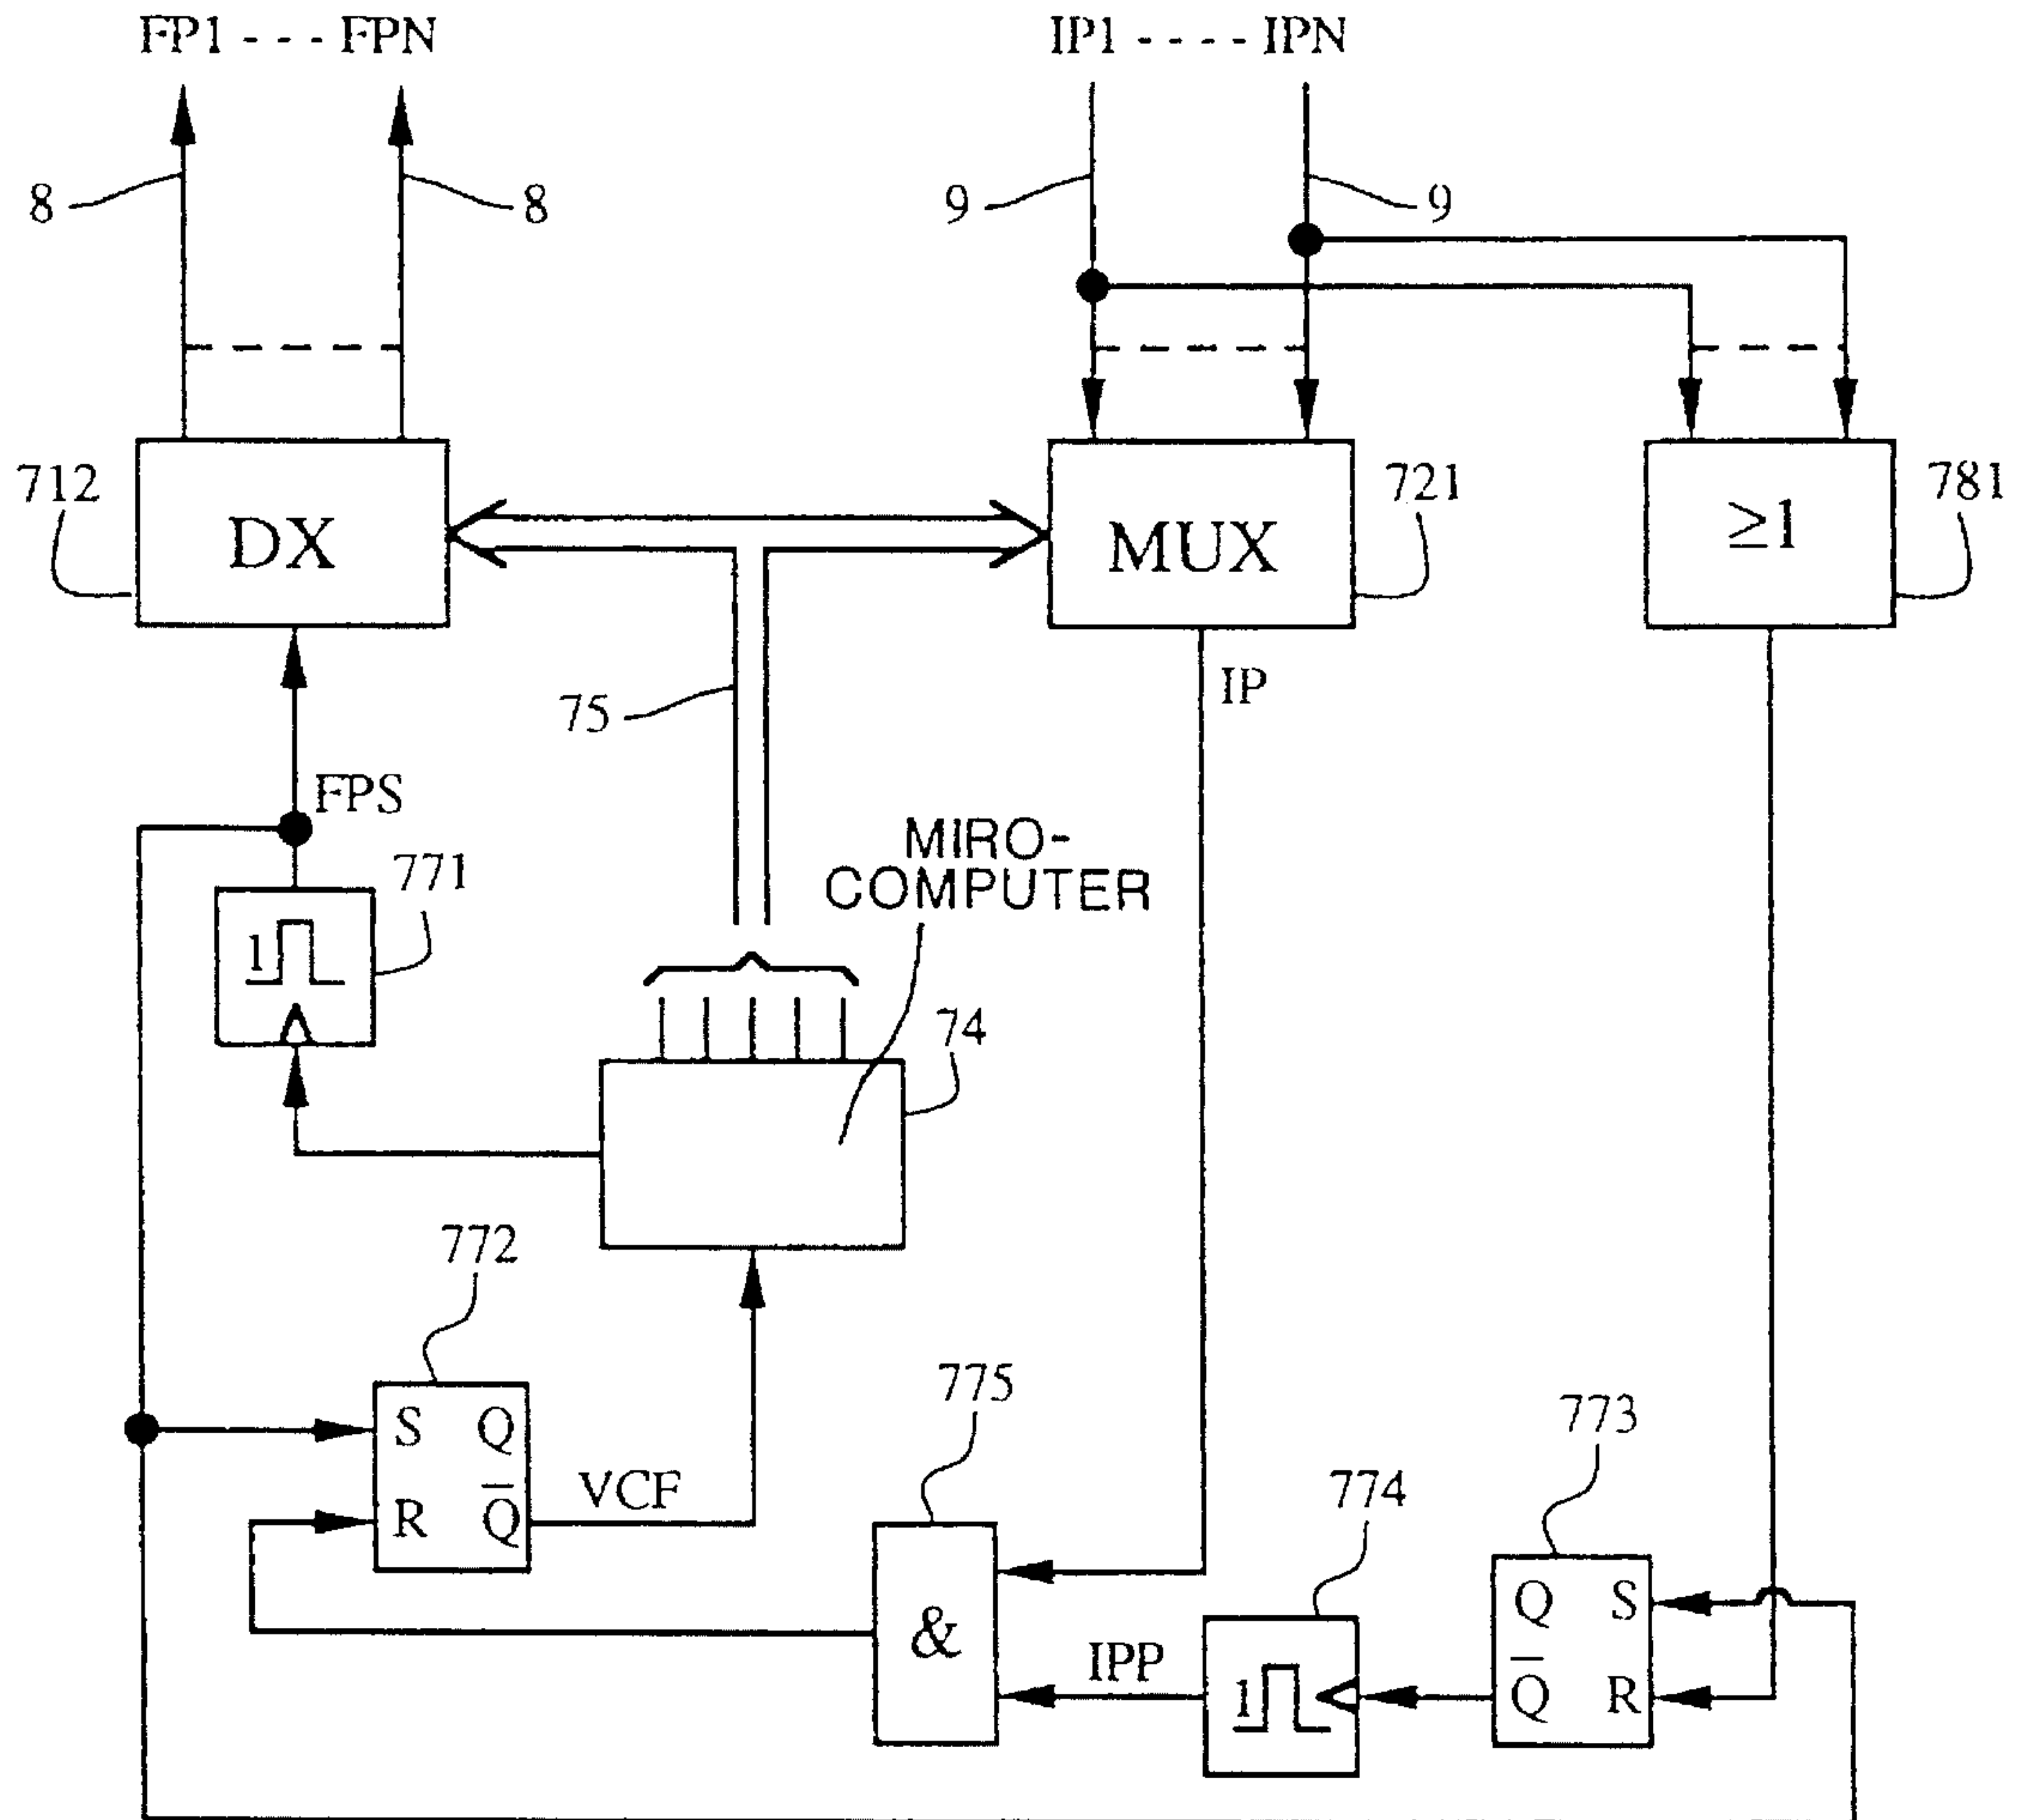 FP1 - - - FPN
IP1 - - - - IPN
8
8
9
9
712
DX
MUX
721
≥1
781
IP
75
FPS
771
MIRO-
COMPUTER
1
74
772
775
773
S Q
R Q̅
VCF
774
Q S
Q̅ R
&
IPP
1